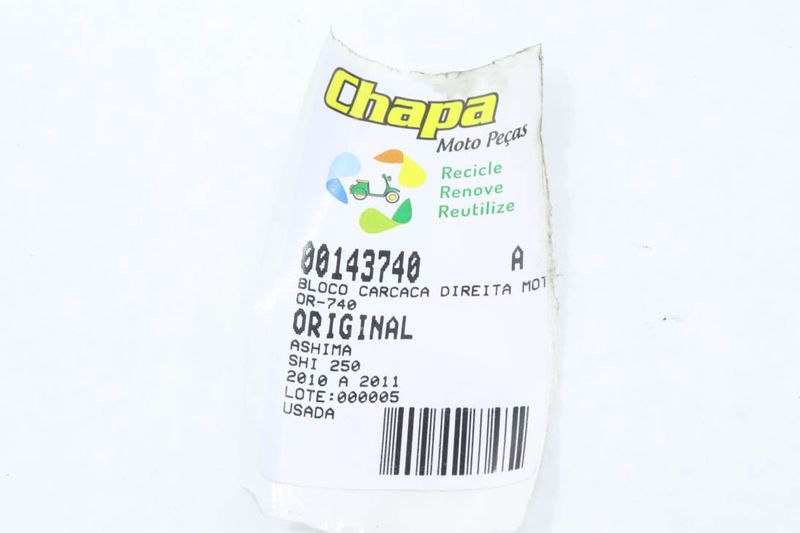 Chapa
Moto Peças
Recicle
Renove
Reutilize
00143740 A
BLOCO CARCACA DIREITA MOT
OR-740
ORIGINAL
ASHIMA
SHI 250
2010 A 2011
LOTE:000005
USADA